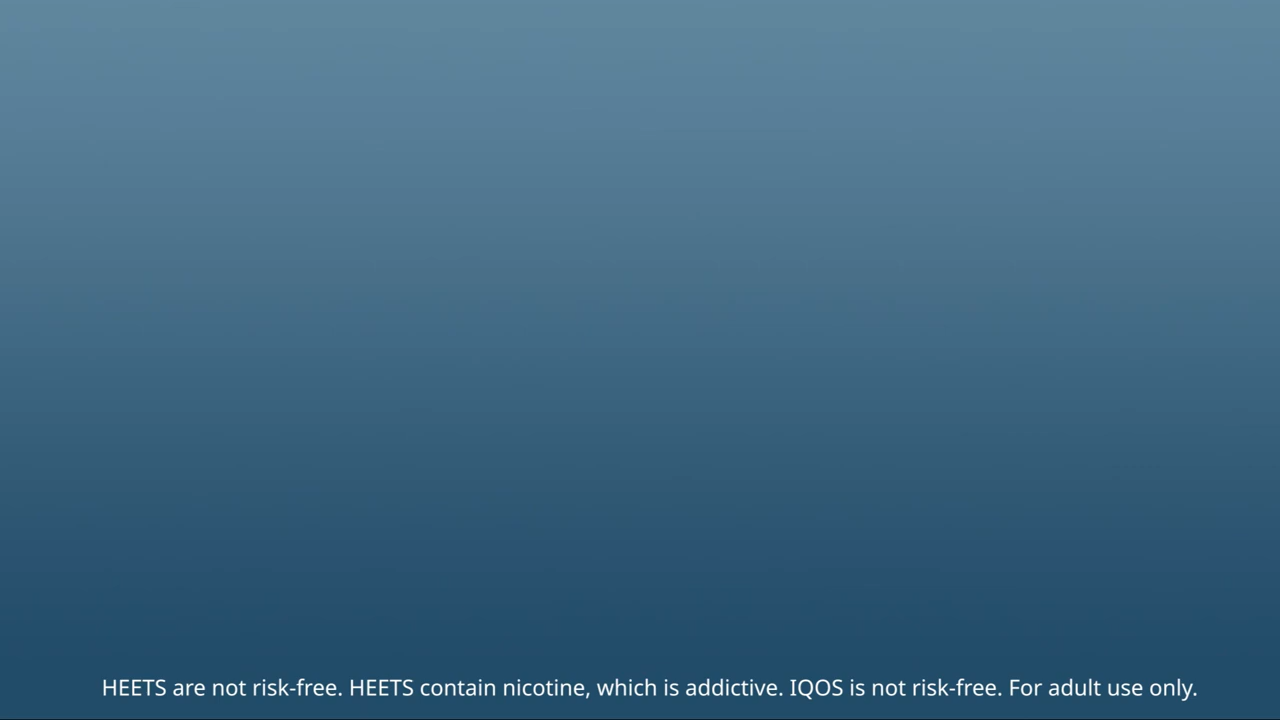 HEETS are not risk-free. HEETS contain nicotine, which is addictive. IQOS is not risk-free. For adult use only.